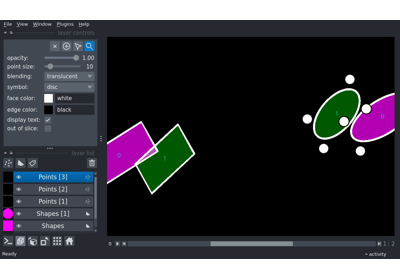 File View Window Plugins Help
layer controls
opacity: 1.00
point size: 10
blending: translucent
symbol: disc
face color: white
edge color: black
display text:
out of slice:
layer list
Points [3]
Points [2]
Points [1]
Shapes [1]
Shapes
0
1
1
0
0 1 : 2
Ready activity